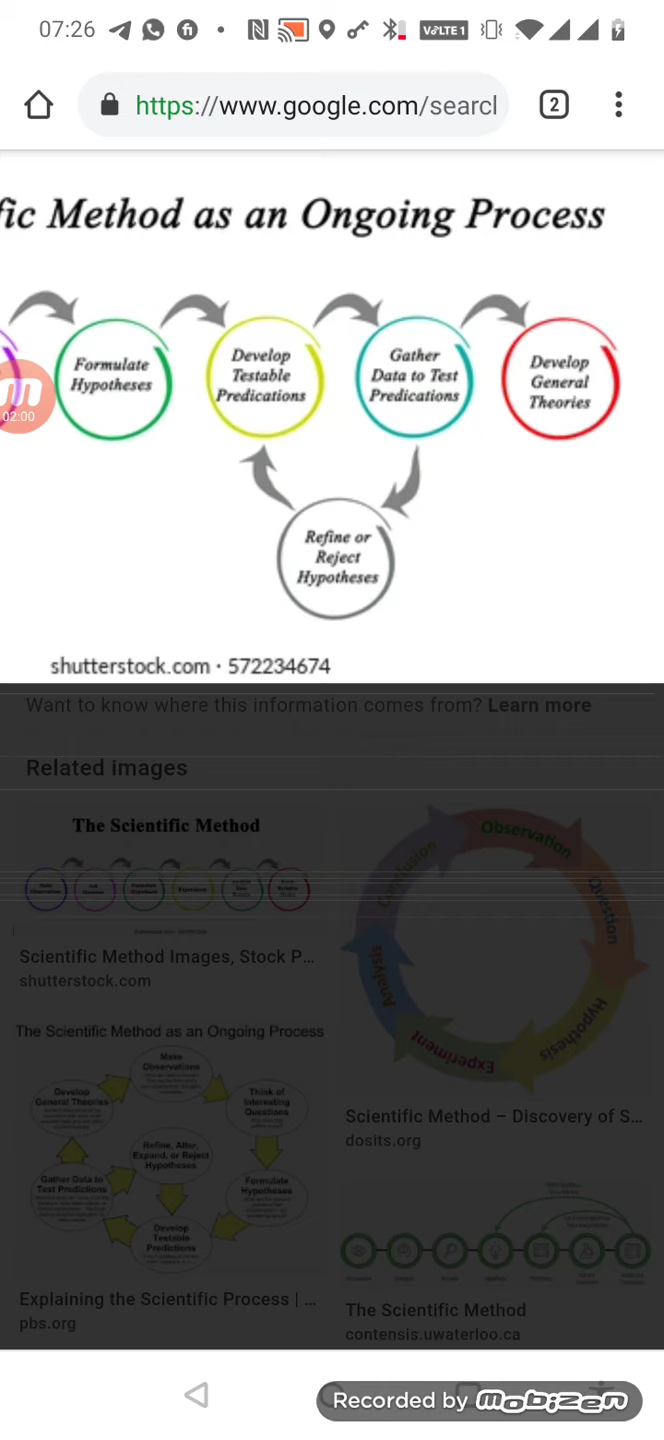 07:26
VoLTE 1
https://www.google.com/searcl
2
fic Method as an Ongoing Process
Formulate
Hypotheses
Develop
Testable
Predications
Gather
Data to Test
Predications
Develop
General
Theories
02:00
Refine or
Reject
Hypotheses
shutterstock.com · 572234674
Want to know where this information comes from? Learn more
Related images
The Scientific Method
Observation
Question
Hypothesis
Experiment
Analysis
Conclusion
Scientific Method Images, Stock P...
shutterstock.com
The Scientific Method as an Ongoing Process
Make
Observations
Think of
Interesting
Questions
Formulate
Hypotheses
Develop
Testable
Predictions
Gather Data to
Test Predictions
Develop
General Theories
Refine, Alter,
Expand, or Reject
Hypotheses
Scientific Method – Discovery of S...
dosits.org
Explaining the Scientific Process | ...
pbs.org
The Scientific Method
contensis.uwaterloo.ca
Recorded by mobizen